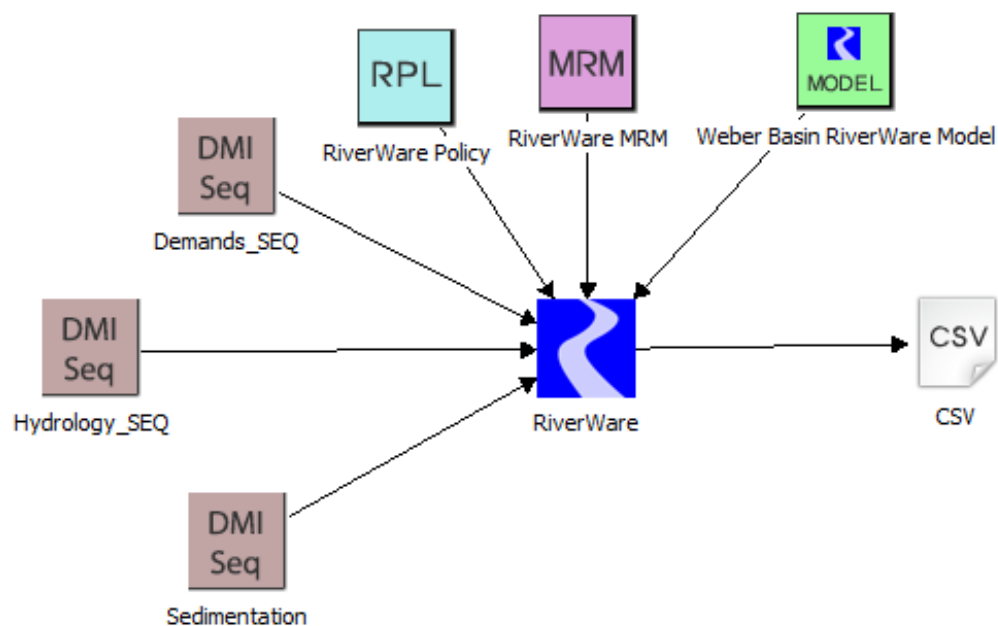 RPL
RiverWare Policy
MRM
RiverWare MRM
MODEL
Weber Basin RiverWare Model
DMI
Seq
Demands_SEQ
DMI
Seq
Hydrology_SEQ
RiverWare
CSV
CSV
DMI
Seq
Sedimentation